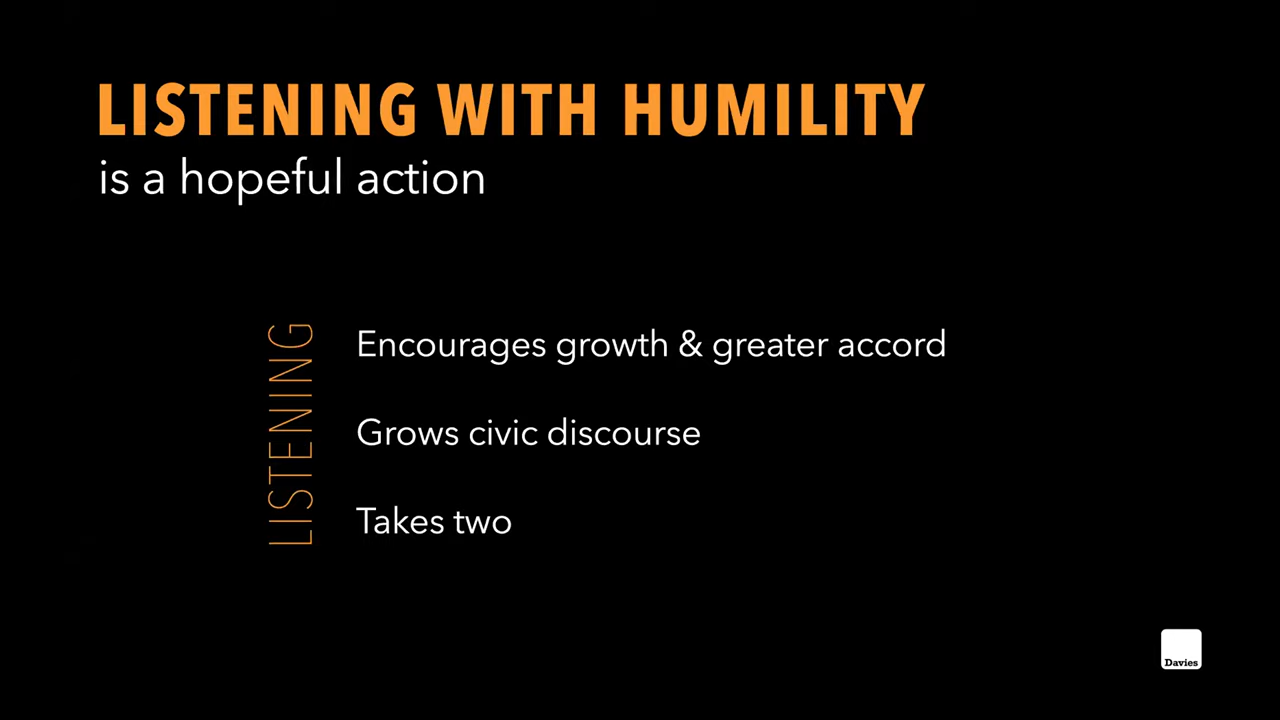 LISTENING WITH HUMILITY
is a hopeful action
LISTENING
Encourages growth & greater accord
Grows civic discourse
Takes two
Davies